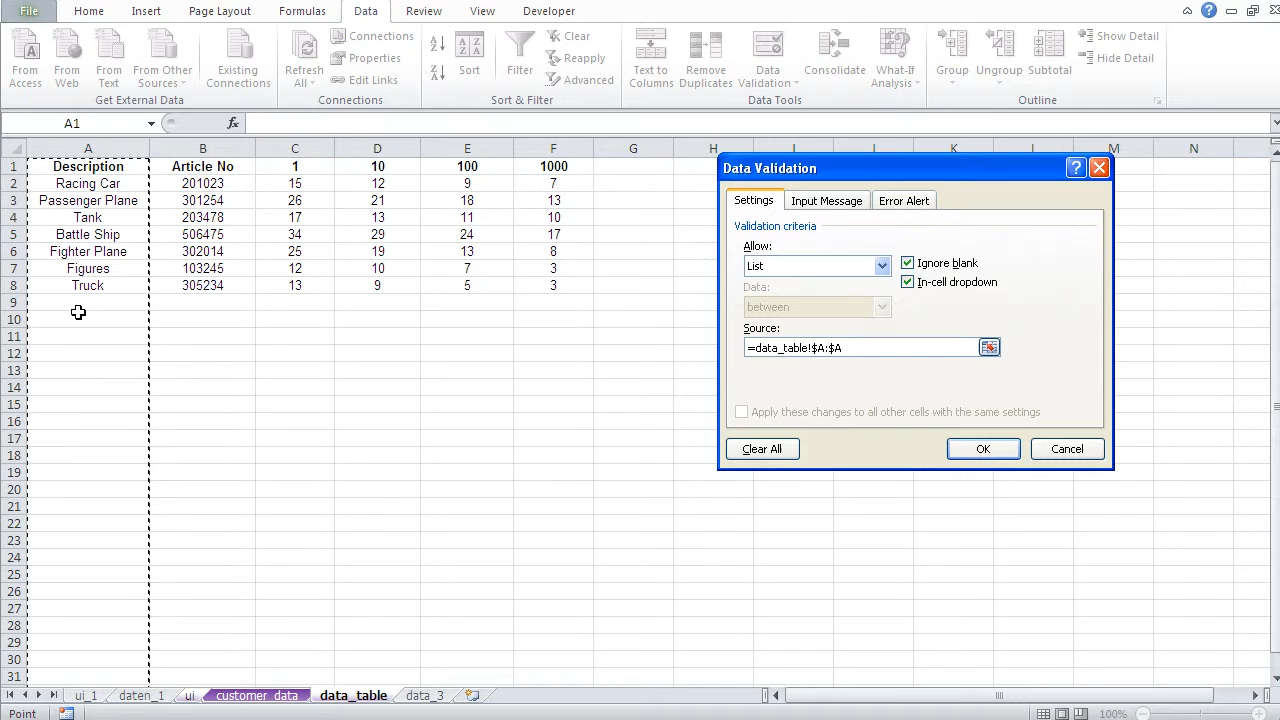 File Home Insert Page Layout Formulas Data Review View Developer
From Access From Web From Text From Other Sources Existing Connections
Refresh All Connections Properties Edit Links
Sort Filter Clear Reapply Advanced
Text to Columns Remove Duplicates Data Validation Consolidate What-If Analysis
Group Ungroup Subtotal Show Detail Hide Detail
Get External Data Connections Sort & Filter Data Tools Outline
A1 fx
A B C D E F G H I J K L M N
1 Description Article No 1 10 100 1000
2 Racing Car 201023 15 12 9 7
3 Passenger Plane 301254 26 21 18 13
4 Tank 203478 17 13 11 10
5 Battle Ship 506475 34 29 24 17
6 Fighter Plane 302014 25 19 13 8
7 Figures 103245 12 10 7 3
8 Truck 305234 13 9 5 3
9
10
11
12
13
14
15
16
17
18
19
20
21
22
23
24
25
26
27
28
29
30
31
Data Validation
Settings Input Message Error Alert
Validation criteria
Allow:
List Ignore blank
Data: In-cell dropdown
between
Source:
=data_table!$A:$A
Apply these changes to all other cells with the same settings
Clear All OK Cancel
ui_1 daten_1 ui customer_data data_table data_3
Point 100%